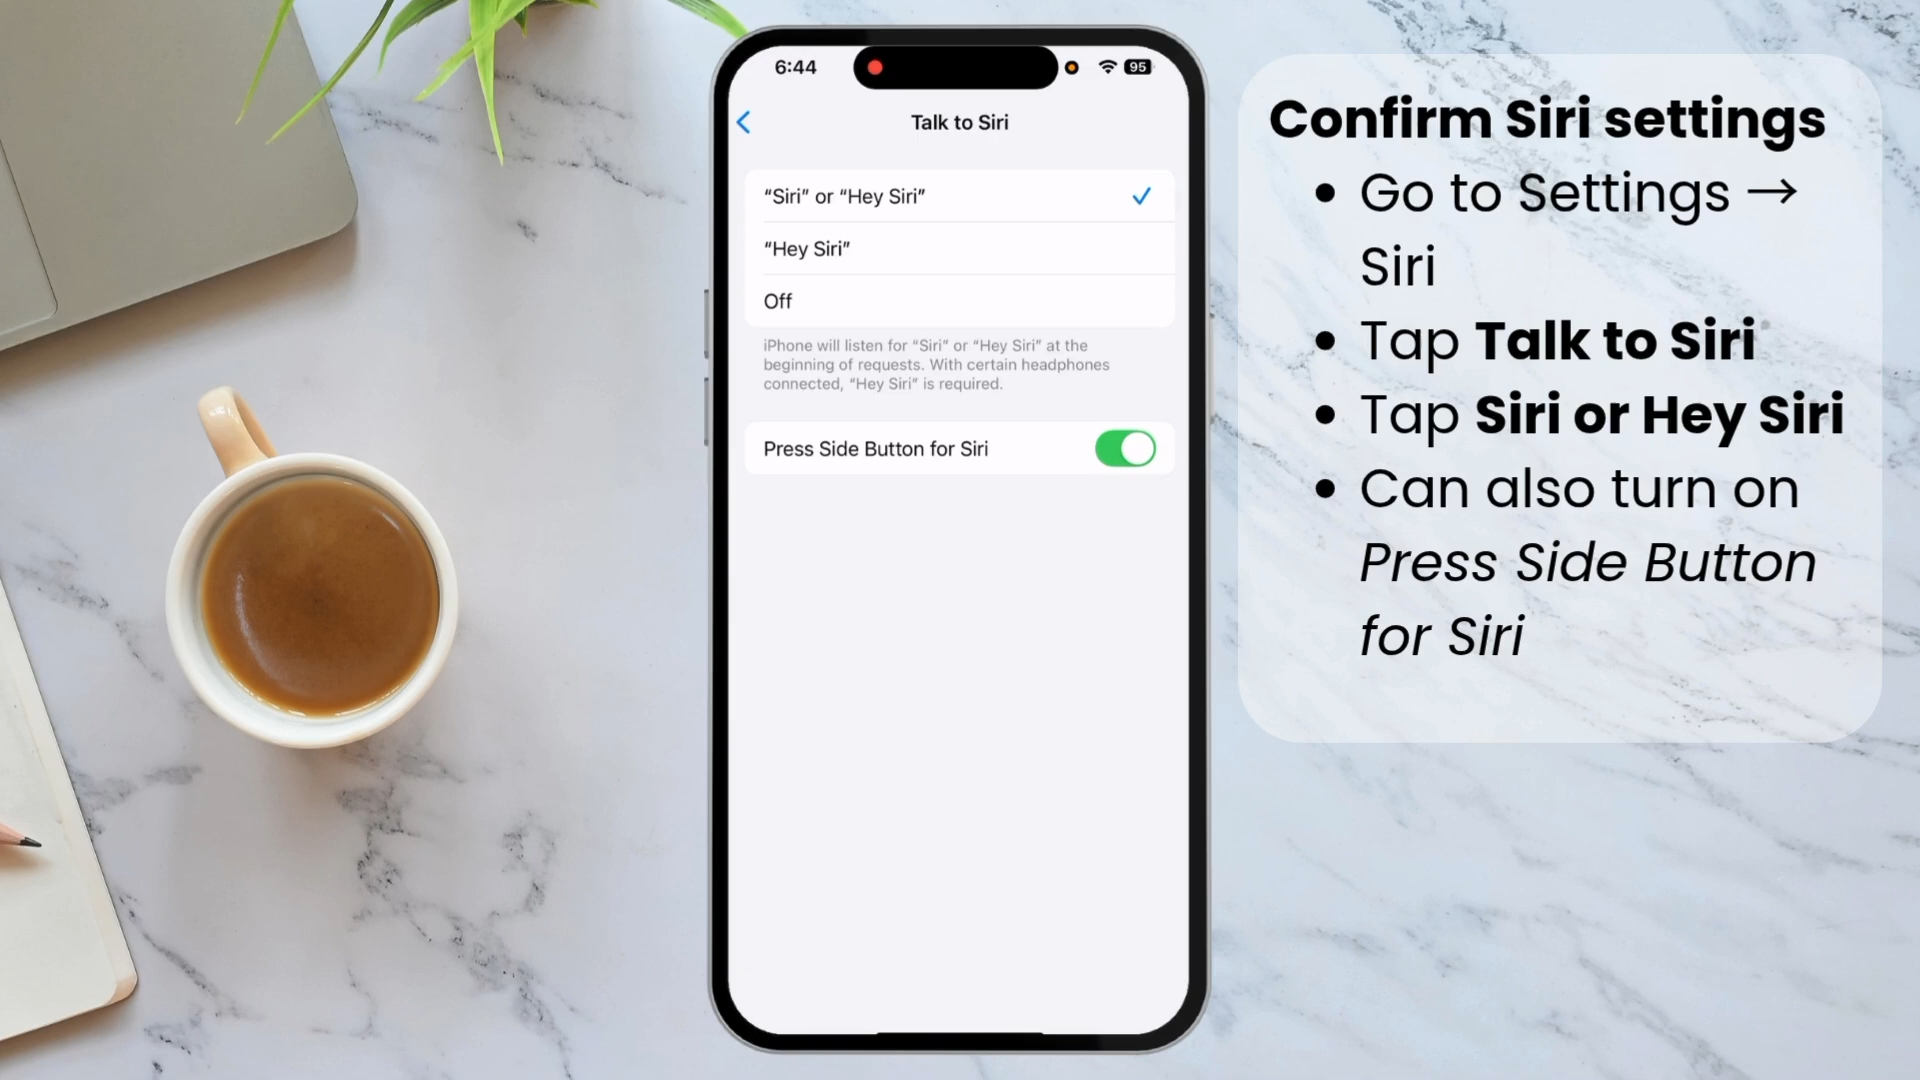 6:44
95
Talk to Siri
“Siri” or “Hey Siri”
“Hey Siri”
Off
iPhone will listen for “Siri” or “Hey Siri” at the
beginning of requests. With certain headphones
connected, “Hey Siri” is required.
Press Side Button for Siri
Confirm Siri settings
• Go to Settings →
Siri
• Tap Talk to Siri
• Tap Siri or Hey Siri
• Can also turn on
Press Side Button
for Siri